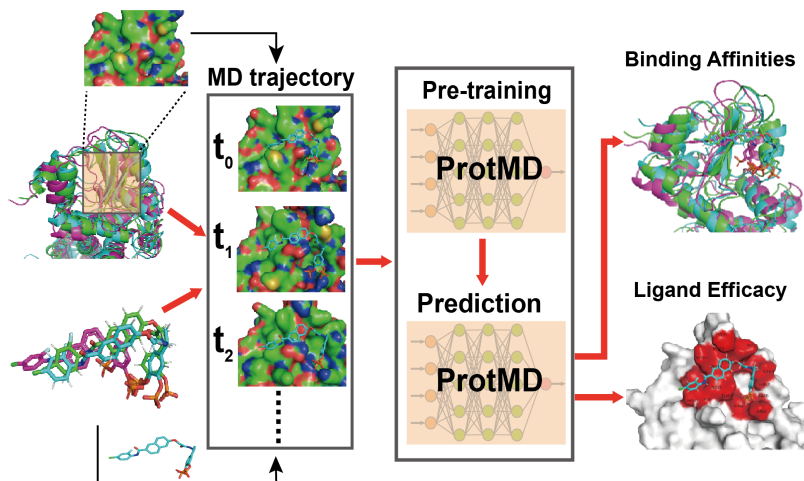 MD trajectory
t0
t1
t2
Pre-training
ProtMD
Prediction
ProtMD
Binding Affinities
Ligand Efficacy